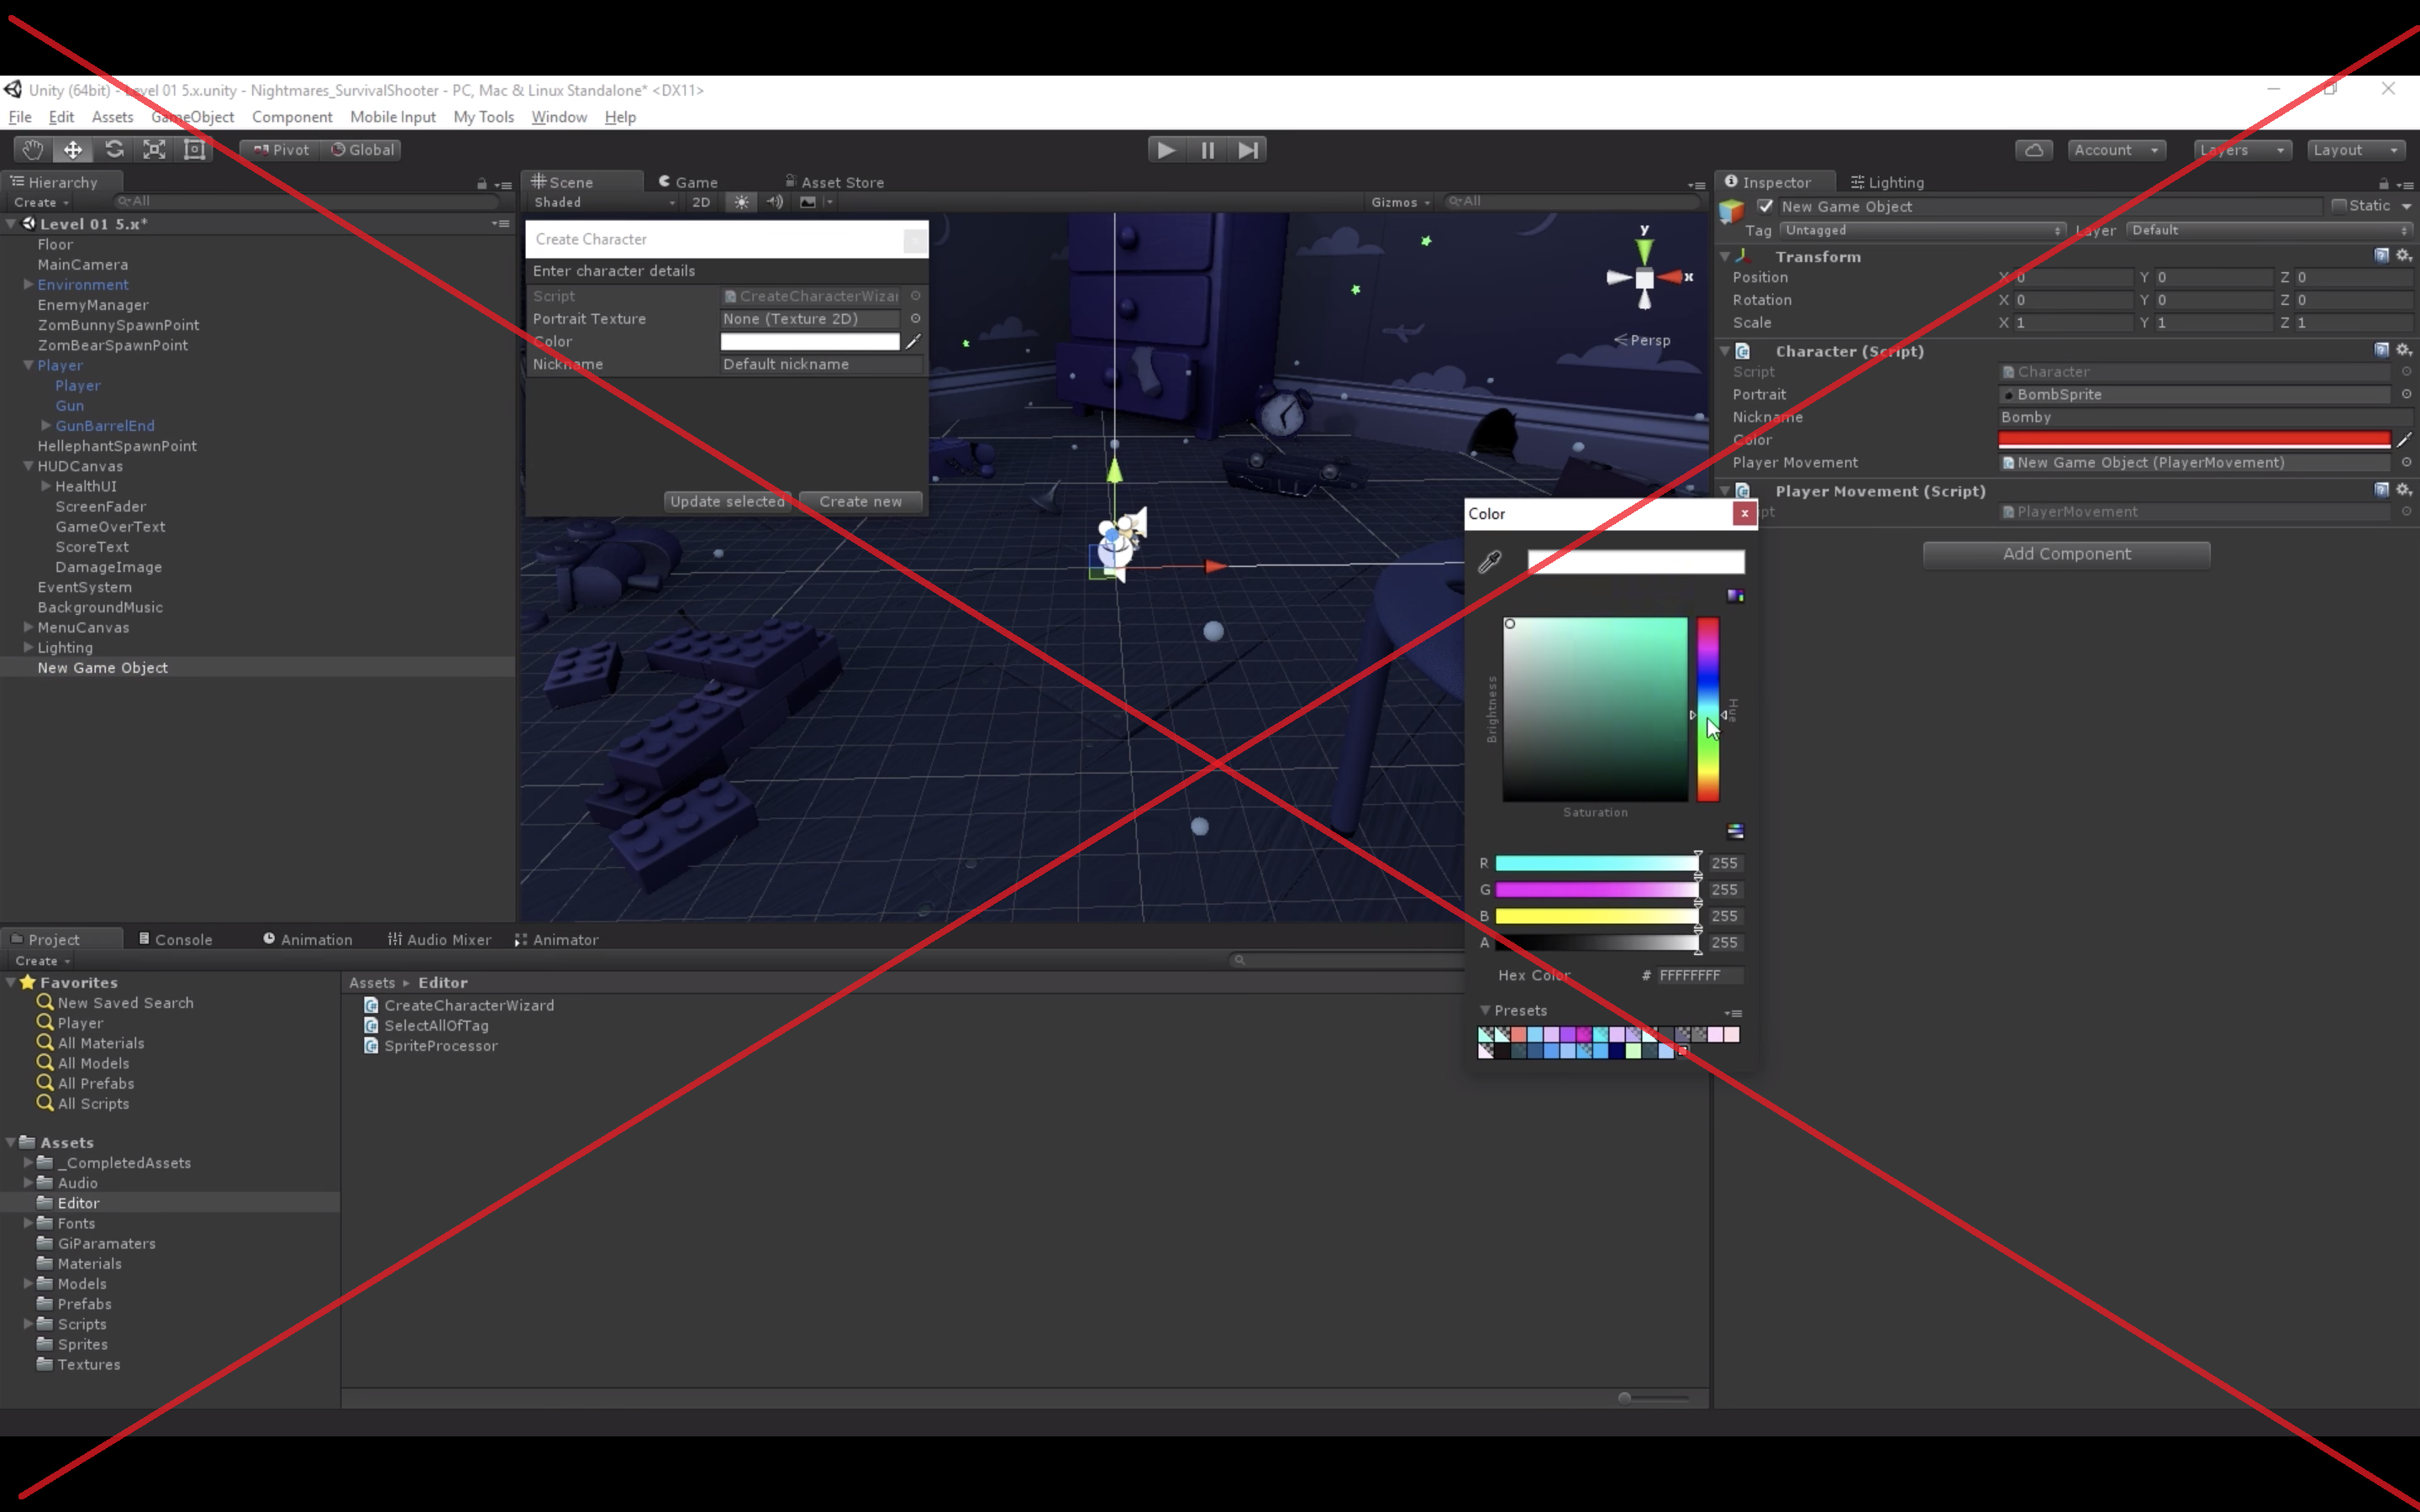 Unity (64bit) - Level 01 5.x.unity - Nightmares_SurvivalShooter - PC, Mac & Linux Standalone* <DX11>
File Edit Assets GameObject Component Mobile Input My Tools Window Help
Pivot Global Account Layers Layout
Hierarchy
Create All
Level 01 5.x*
Floor
MainCamera
Environment
EnemyManager
ZomBunnySpawnPoint
ZomBearSpawnPoint
Player
Player
Gun
GunBarrelEnd
HellephantSpawnPoint
HUDCanvas
HealthUI
ScreenFader
GameOverText
ScoreText
DamageImage
EventSystem
BackgroundMusic
MenuCanvas
Lighting
New Game Object
Scene Game Asset Store
Shaded 2D Gizmos All
Create Character
Enter character details
Script CreateCharacterWizar
Portrait Texture None (Texture 2D)
Color
Nickname Default nickname
Update selected Create new
y
x
Persp
Inspector Lighting
New Game Object Static
Tag Untagged Layer Default
Transform
Position X 0 Y 0 Z 0
Rotation X 0 Y 0 Z 0
Scale X 1 Y 1 Z 1
Character (Script)
Script Character
Portrait BombSprite
Nickname Bomby
Color
Player Movement New Game Object (PlayerMovement)
Player Movement (Script)
PlayerMovement
Add Component
Color
x
Brightness
Hue
Saturation
R 255
G 255
B 255
A 255
Hex Color # FFFFFFFF
Presets
Project Console Animation Audio Mixer Animator
Create
Favorites
New Saved Search
Player
All Materials
All Models
All Prefabs
All Scripts
Assets
_CompletedAssets
Audio
Editor
Fonts
GiParamaters
Materials
Models
Prefabs
Scripts
Sprites
Textures
Assets Editor
CreateCharacterWizard
SelectAllOfTag
SpriteProcessor